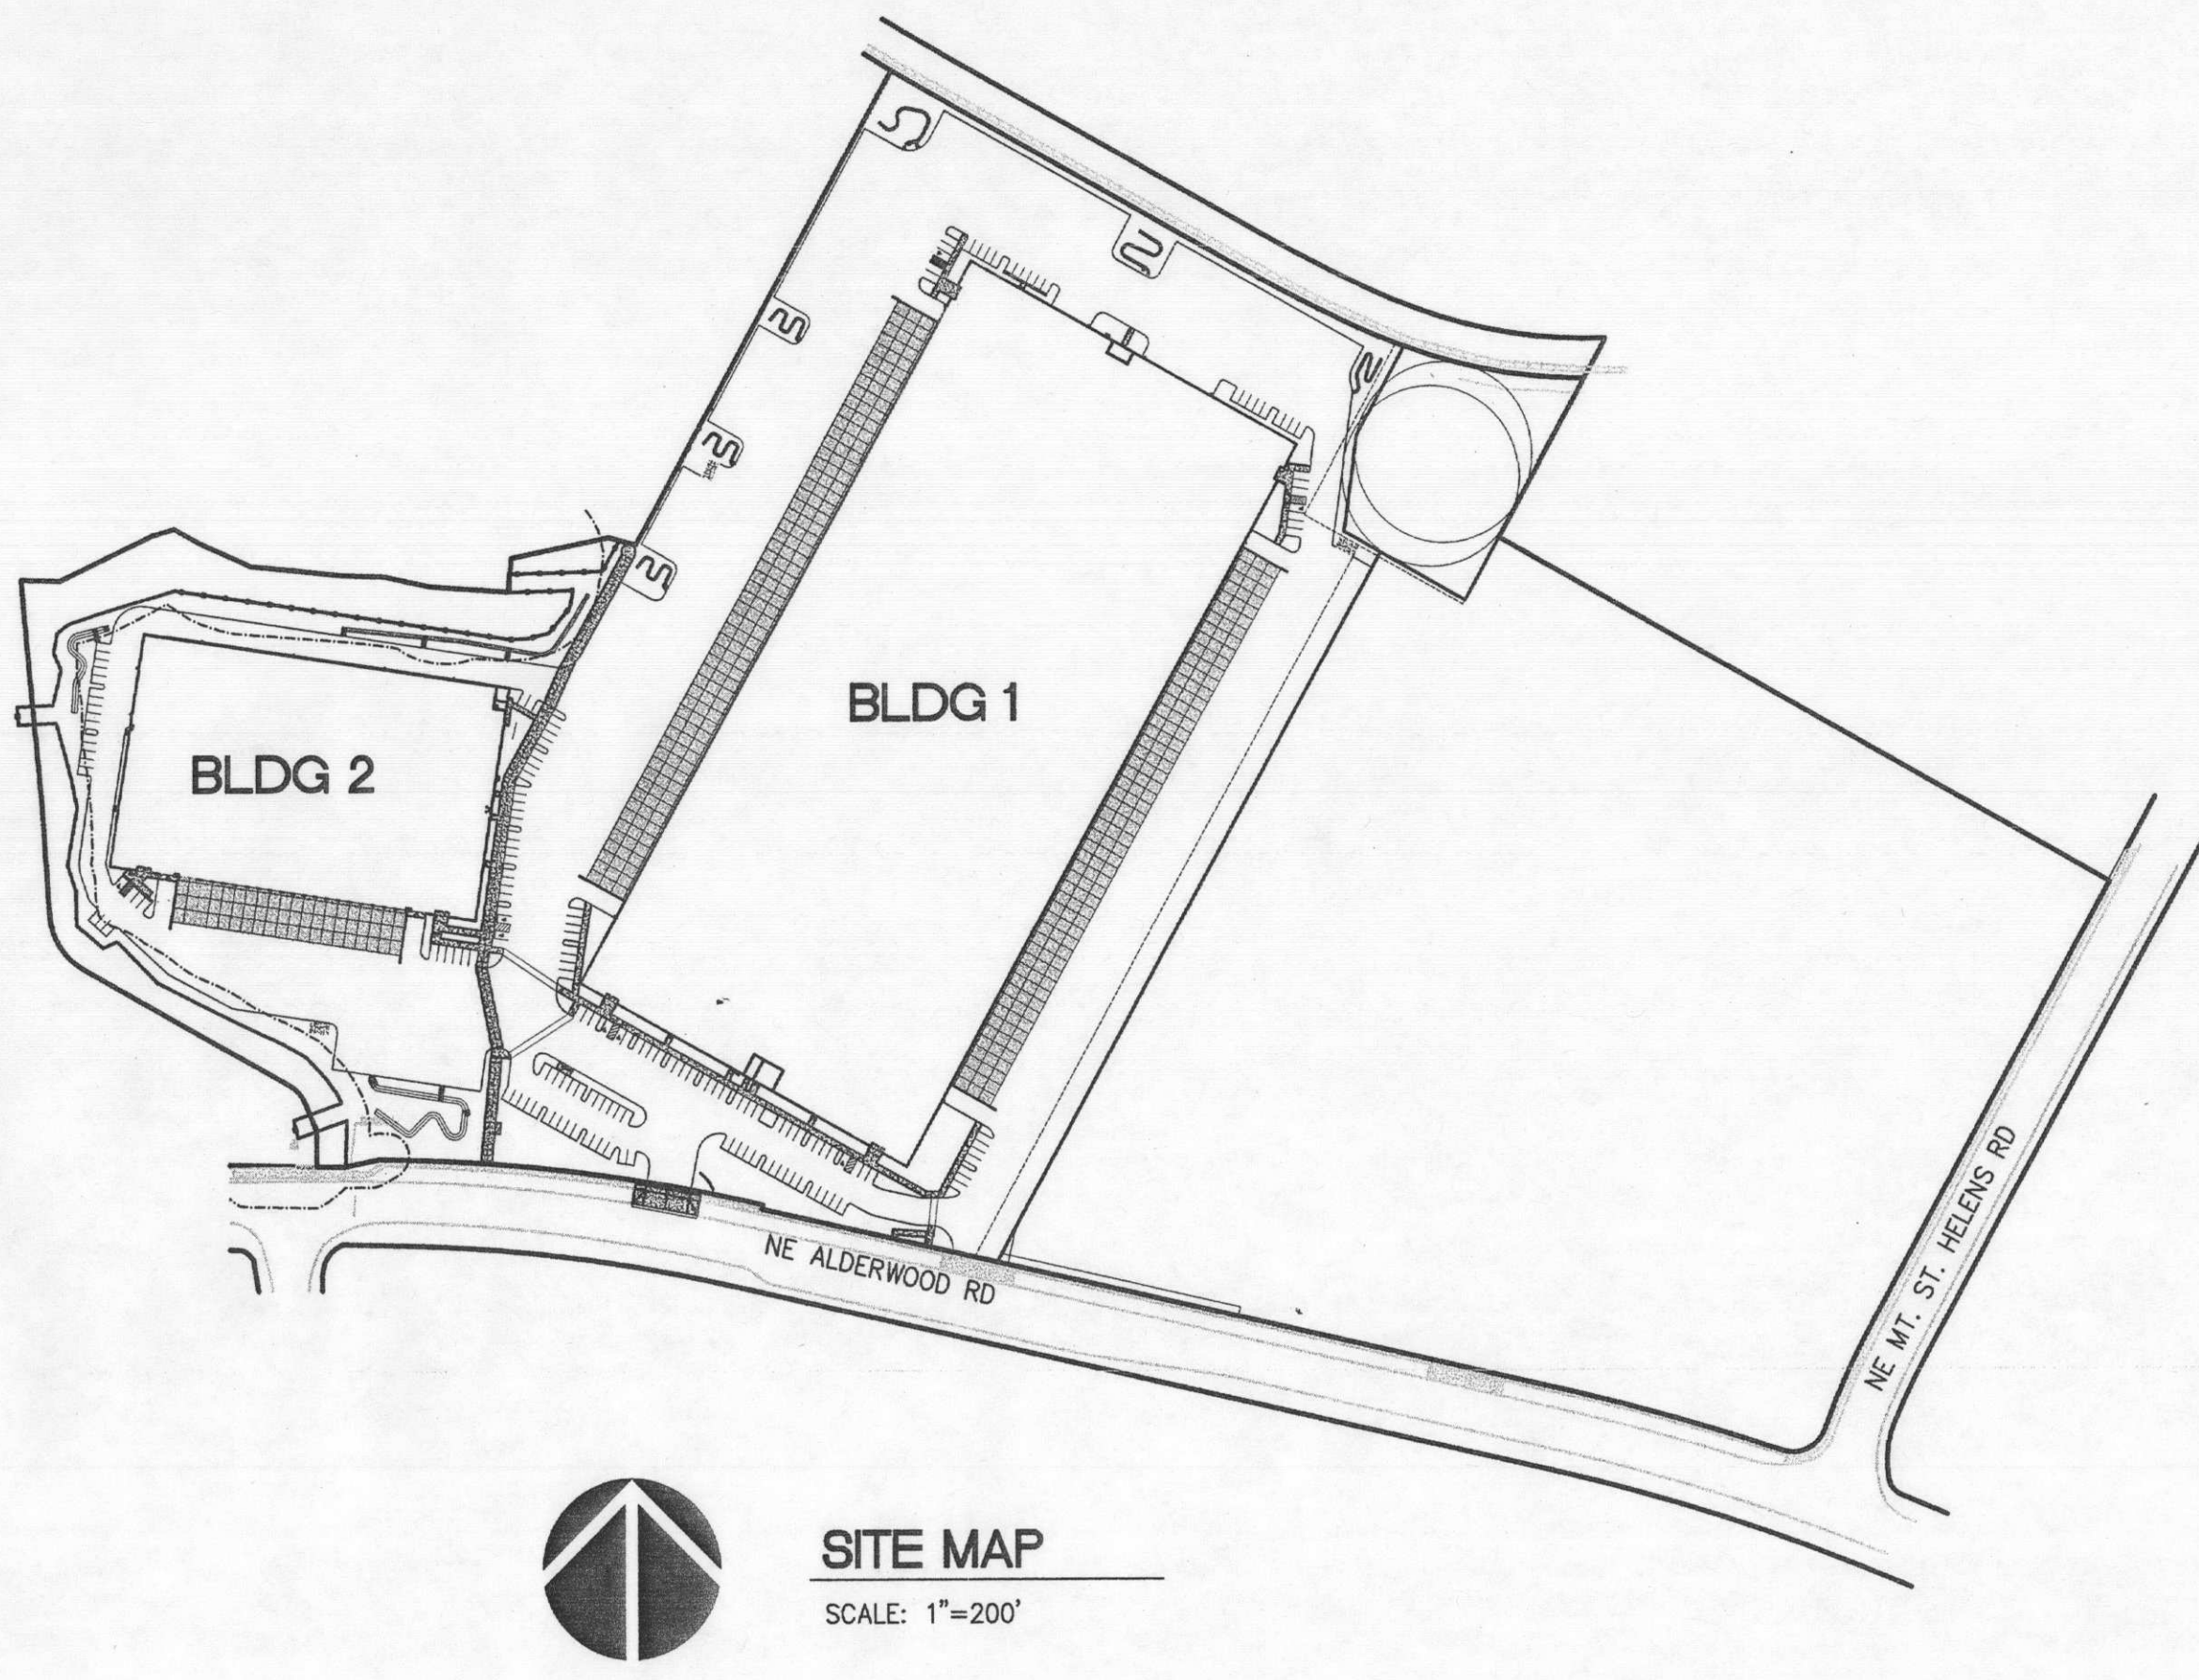 BLDG 1
BLDG 2
NE ALDERWOOD RD
NE MT. ST. HELENS RD
SITE MAP
SCALE: 1"=200'